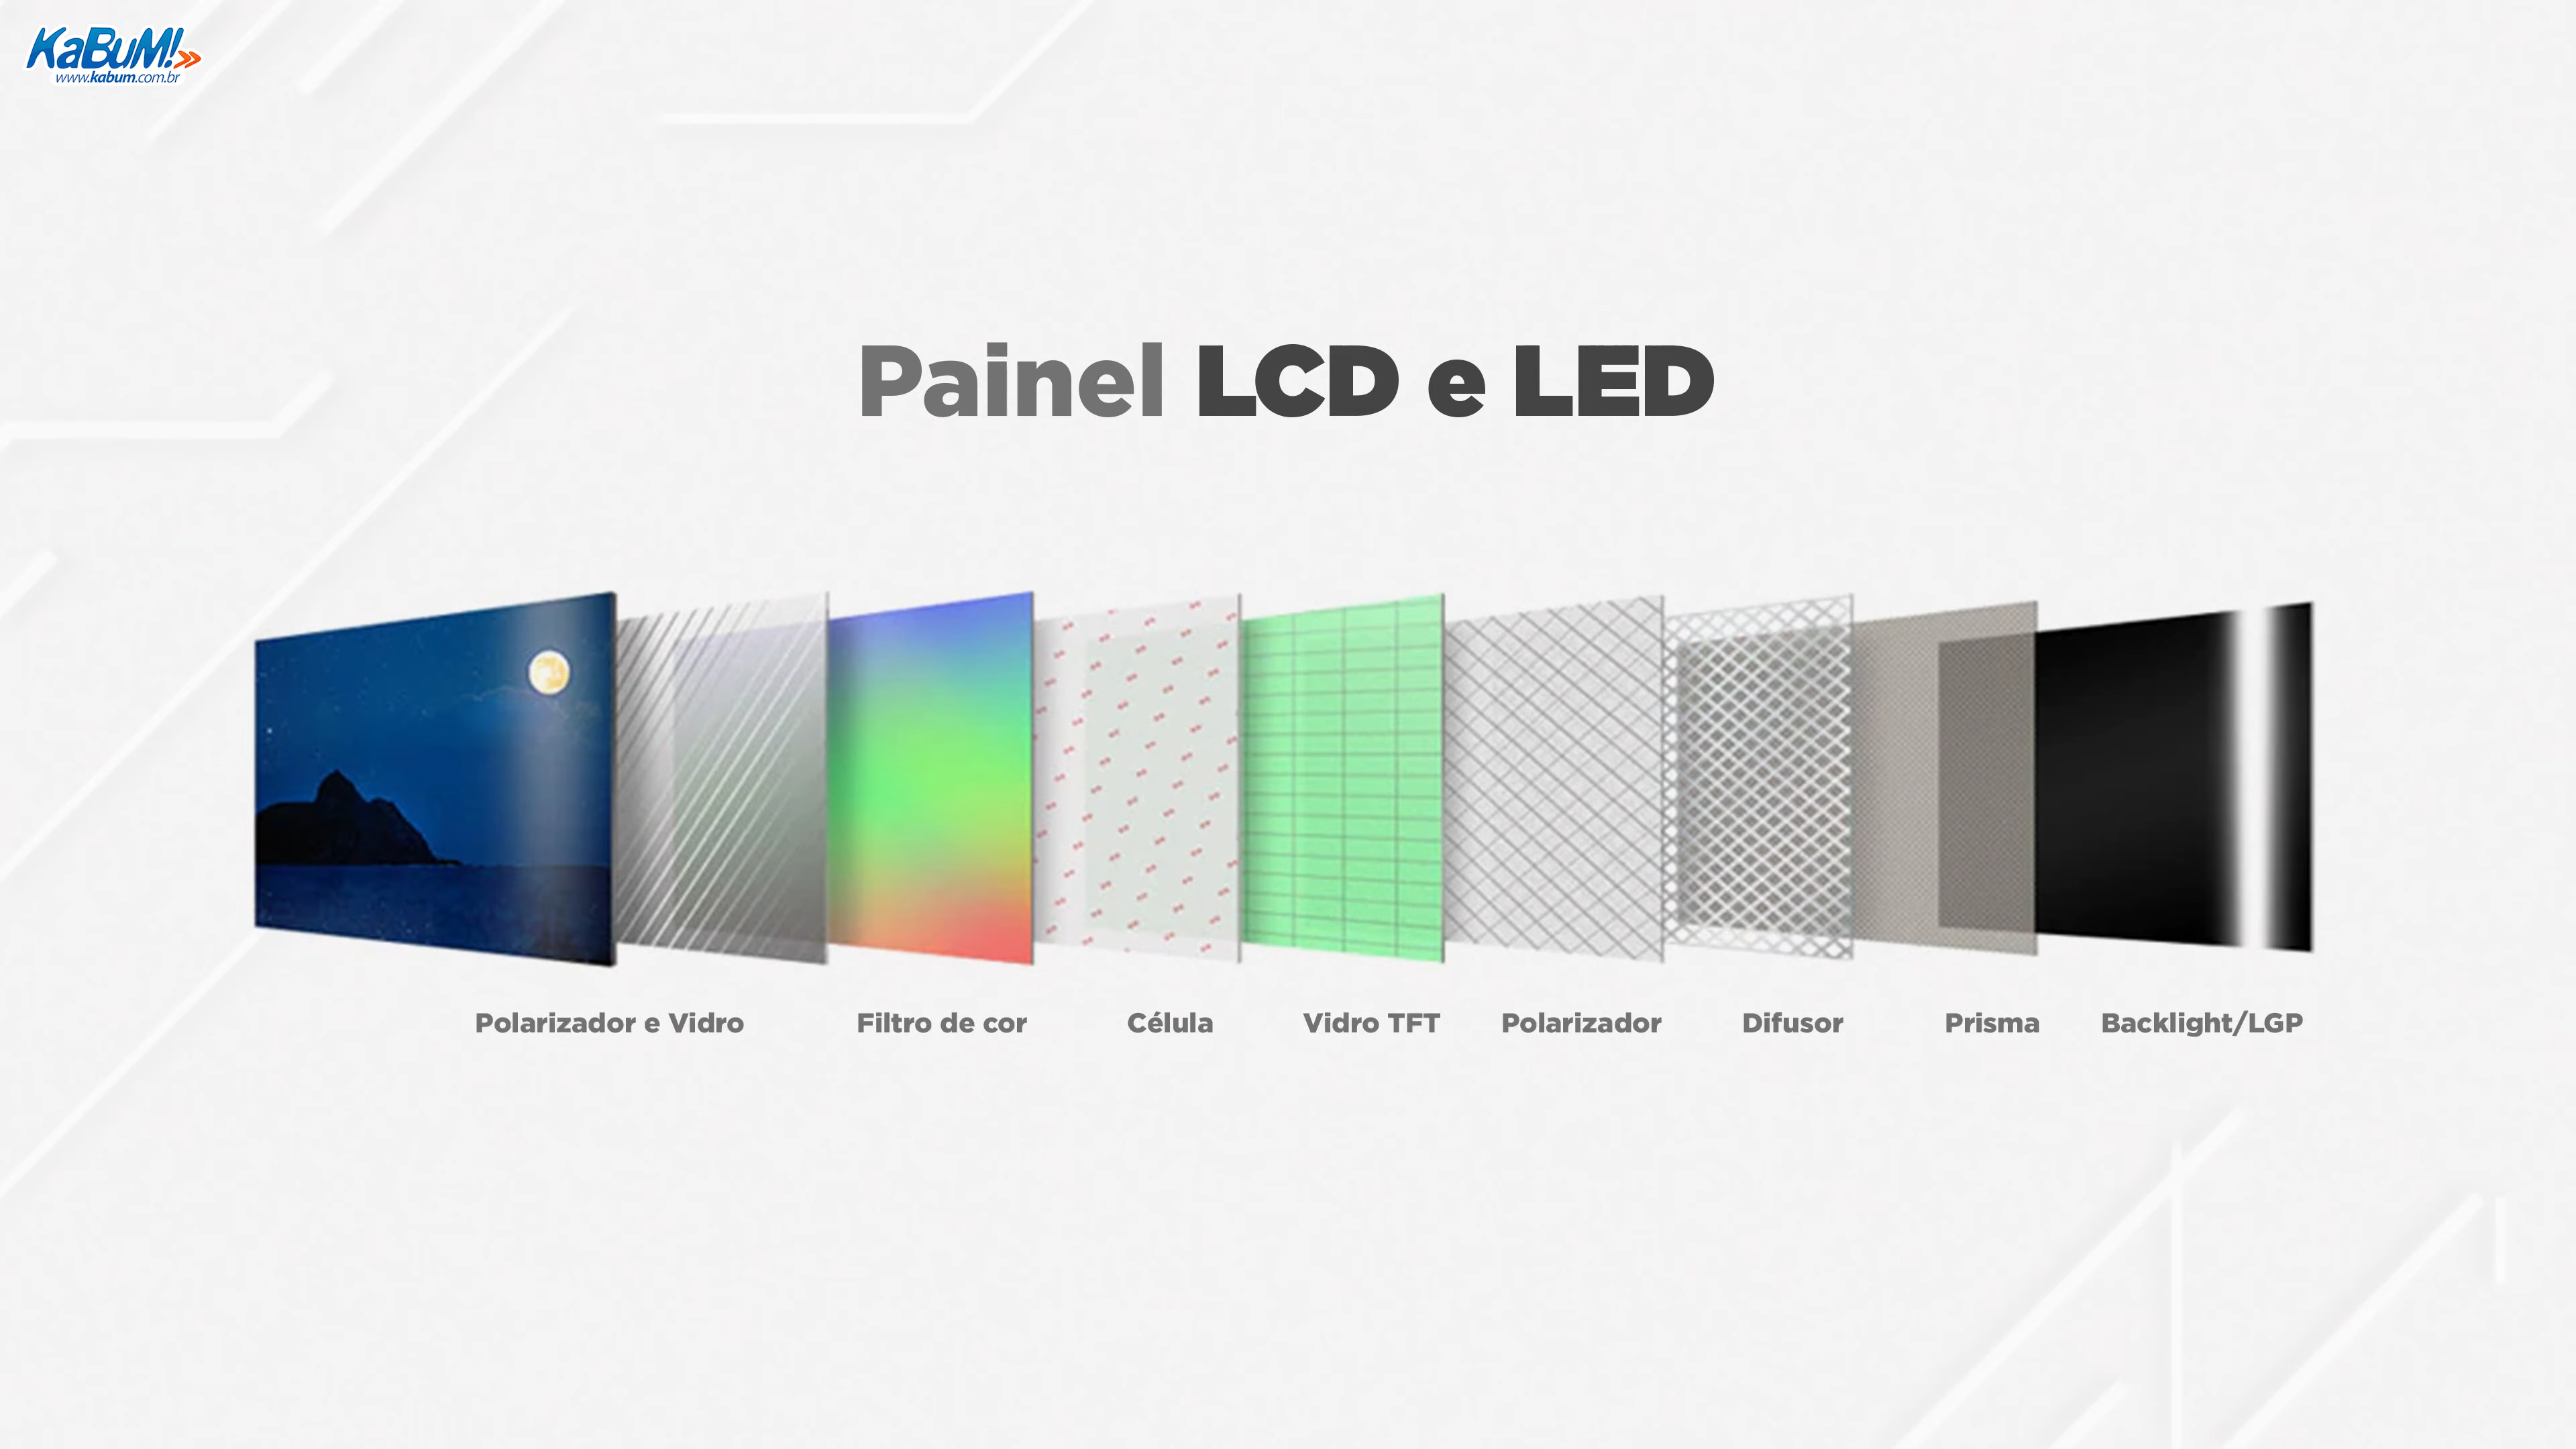 KaBuM!
www.kabum.com.br
Painel LCD e LED
Polarizador e Vidro
Filtro de cor
Célula
Vidro TFT
Polarizador
Difusor
Prisma
Backlight/LGP